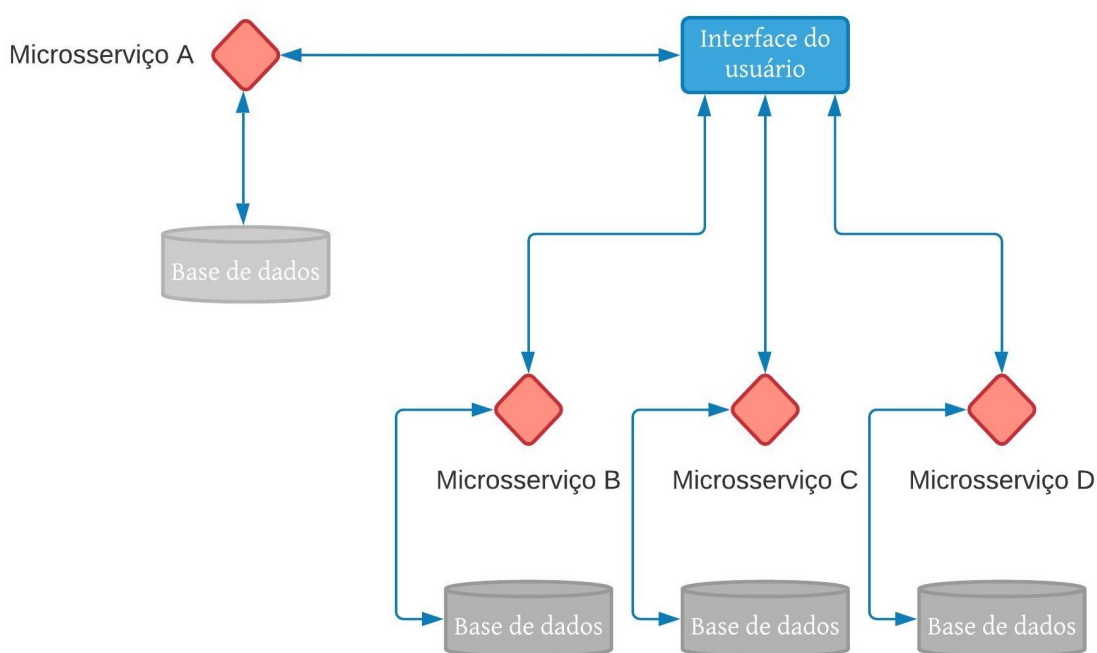 Microsserviço A
Interface do
usuário
Base de dados
Microsserviço B
Microsserviço C
Microsserviço D
Base de dados
Base de dados
Base de dados